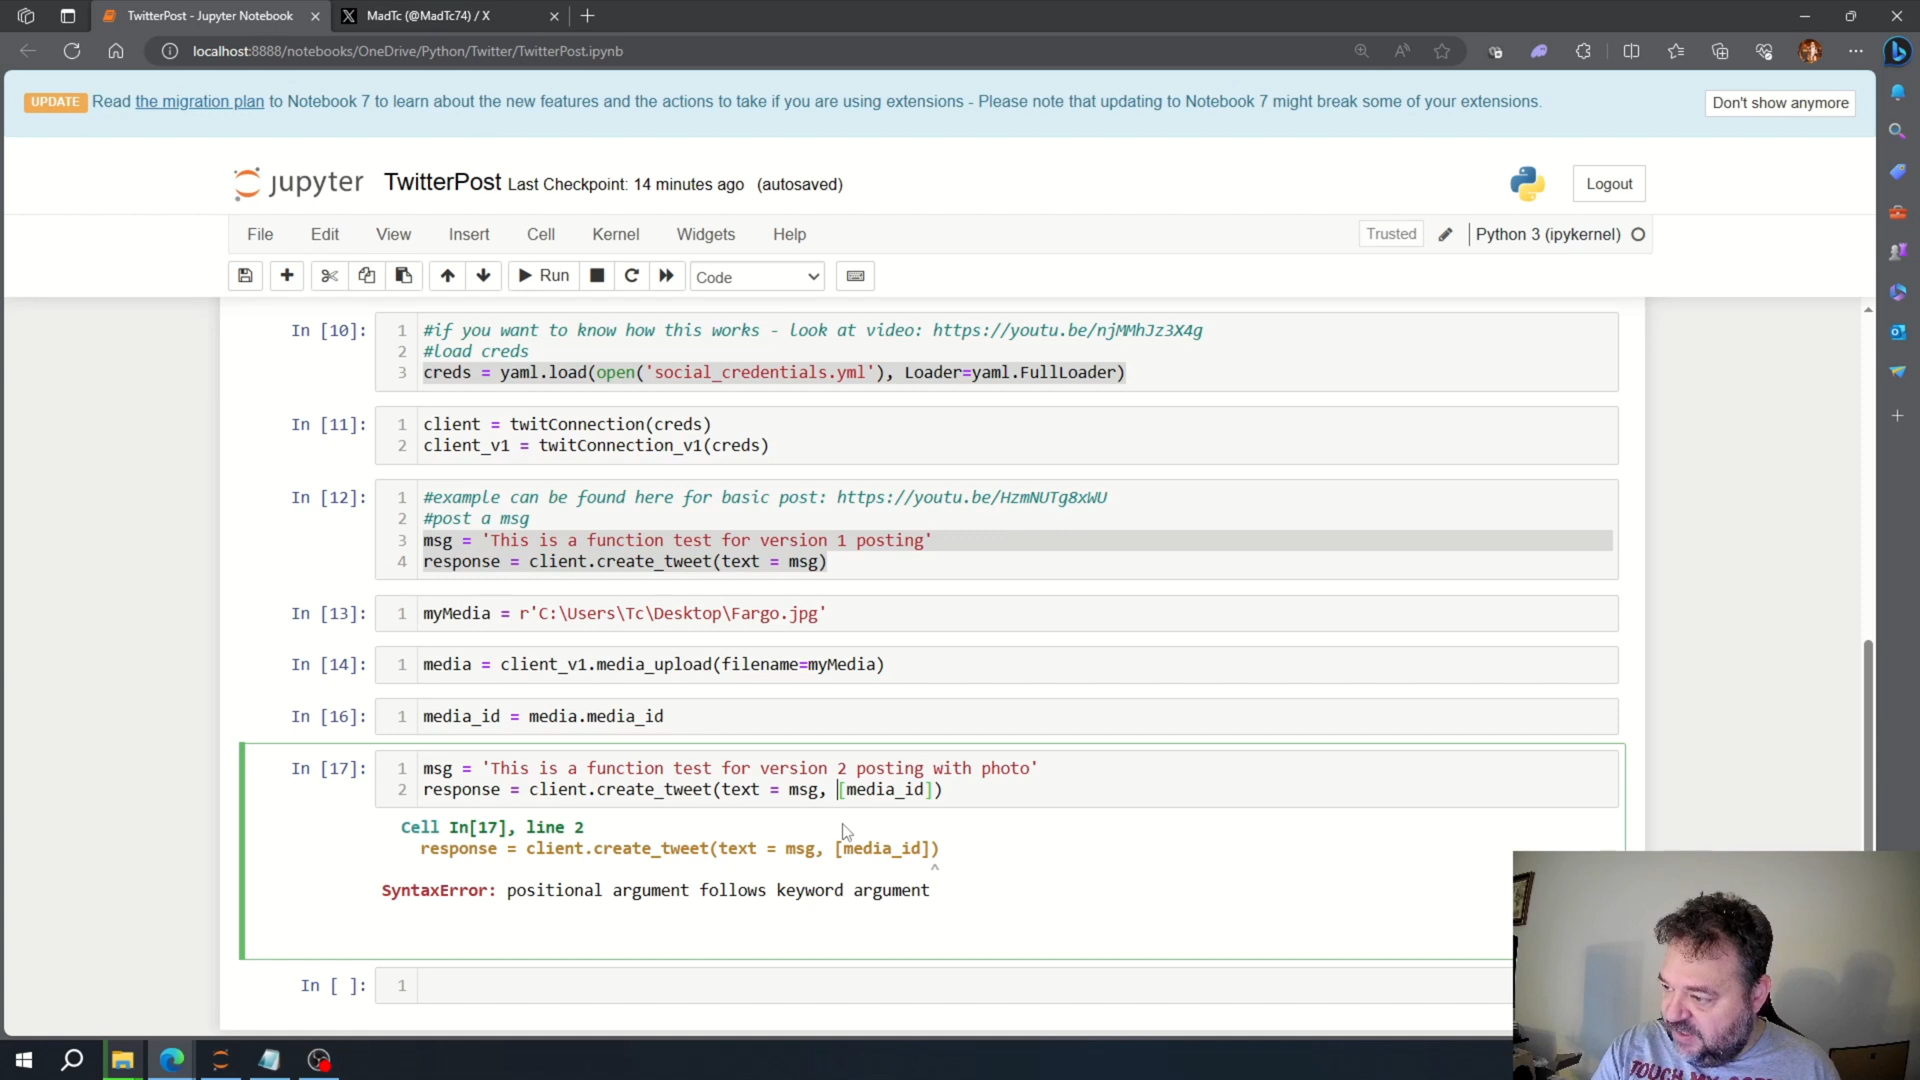 TwitterPost - Jupyter Notebook
MadTc (@MadTc74) / X
localhost:8888/notebooks/OneDrive/Python/Twitter/TwitterPost.ipynb
UPDATE Read the migration plan to Notebook 7 to learn about the new features and the actions to take if you are using extensions - Please note that updating to Notebook 7 might break some of your extensions.
Don't show anymore
jupyter TwitterPost Last Checkpoint: 14 minutes ago (autosaved)
Logout
File Edit View Insert Cell Kernel Widgets Help
Trusted Python 3 (ipykernel)
Run Code
In [10]: 1 #if you want to know how this works - look at video: https://youtu.be/njMMhJz3X4g
2 #load creds
3 creds = yaml.load(open('social_credentials.yml'), Loader=yaml.FullLoader)
In [11]: 1 client = twitConnection(creds)
2 client_v1 = twitConnection_v1(creds)
In [12]: 1 #example can be found here for basic post: https://youtu.be/HzmNUTg8xWU
2 #post a msg
3 msg = 'This is a function test for version 1 posting'
4 response = client.create_tweet(text = msg)
In [13]: 1 myMedia = r'C:\Users\Tc\Desktop\Fargo.jpg'
In [14]: 1 media = client_v1.media_upload(filename=myMedia)
In [16]: 1 media_id = media.media_id
In [17]: 1 msg = 'This is a function test for version 2 posting with photo'
2 response = client.create_tweet(text = msg, [media_id])
Cell In[17], line 2
response = client.create_tweet(text = msg, [media_id])
^
SyntaxError: positional argument follows keyword argument
In [ ]: 1
TOUCH MY